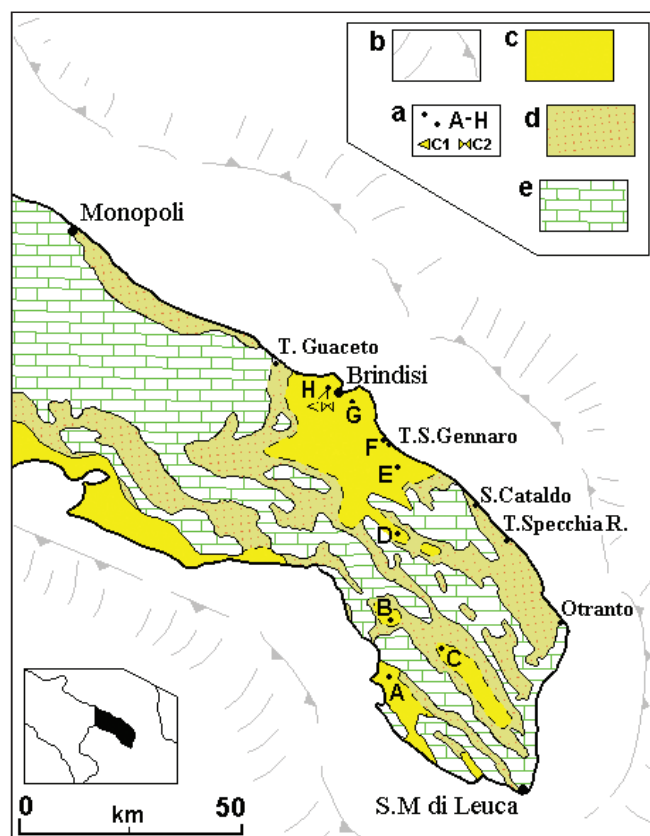 b
c
a
A-H
C1 C2
d
e
Monopoli
T. Guaceto
H
Brindisi
G
F
T.S.Gennaro
E
S.Cataldo
D
T.Specchia R.
B
Otranto
C
A
0 50
km
S.M di Leuca